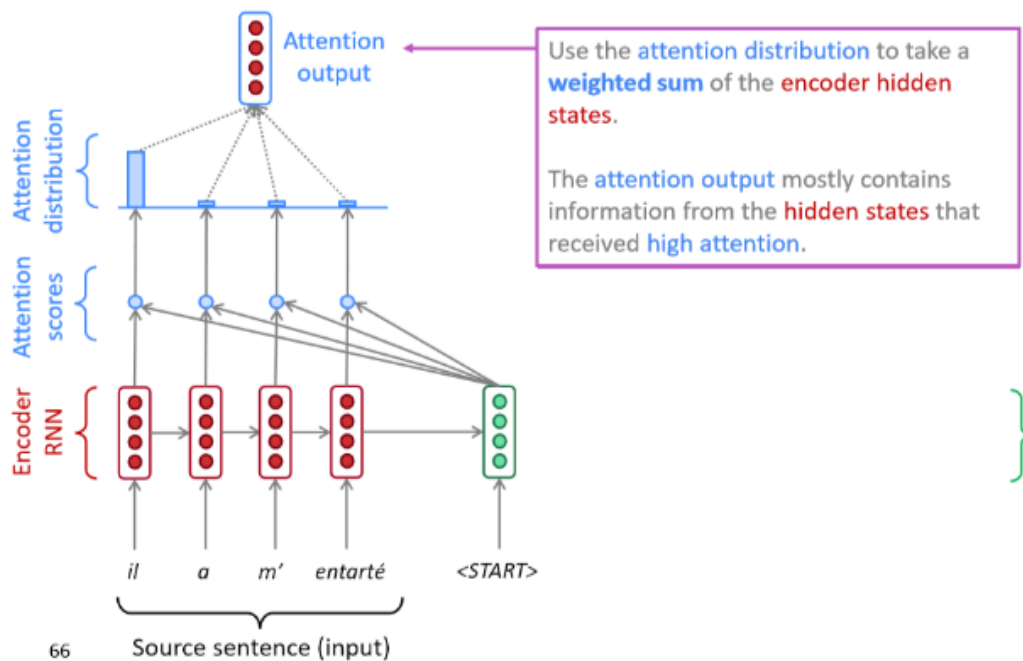 Attention
output
Use the attention distribution to take a
weighted sum of the encoder hidden
states.
The attention output mostly contains
information from the hidden states that
received high attention.
Attention
distribution
Attention
scores
Encoder
RNN
il a m' entarté <START>
Source sentence (input)
66